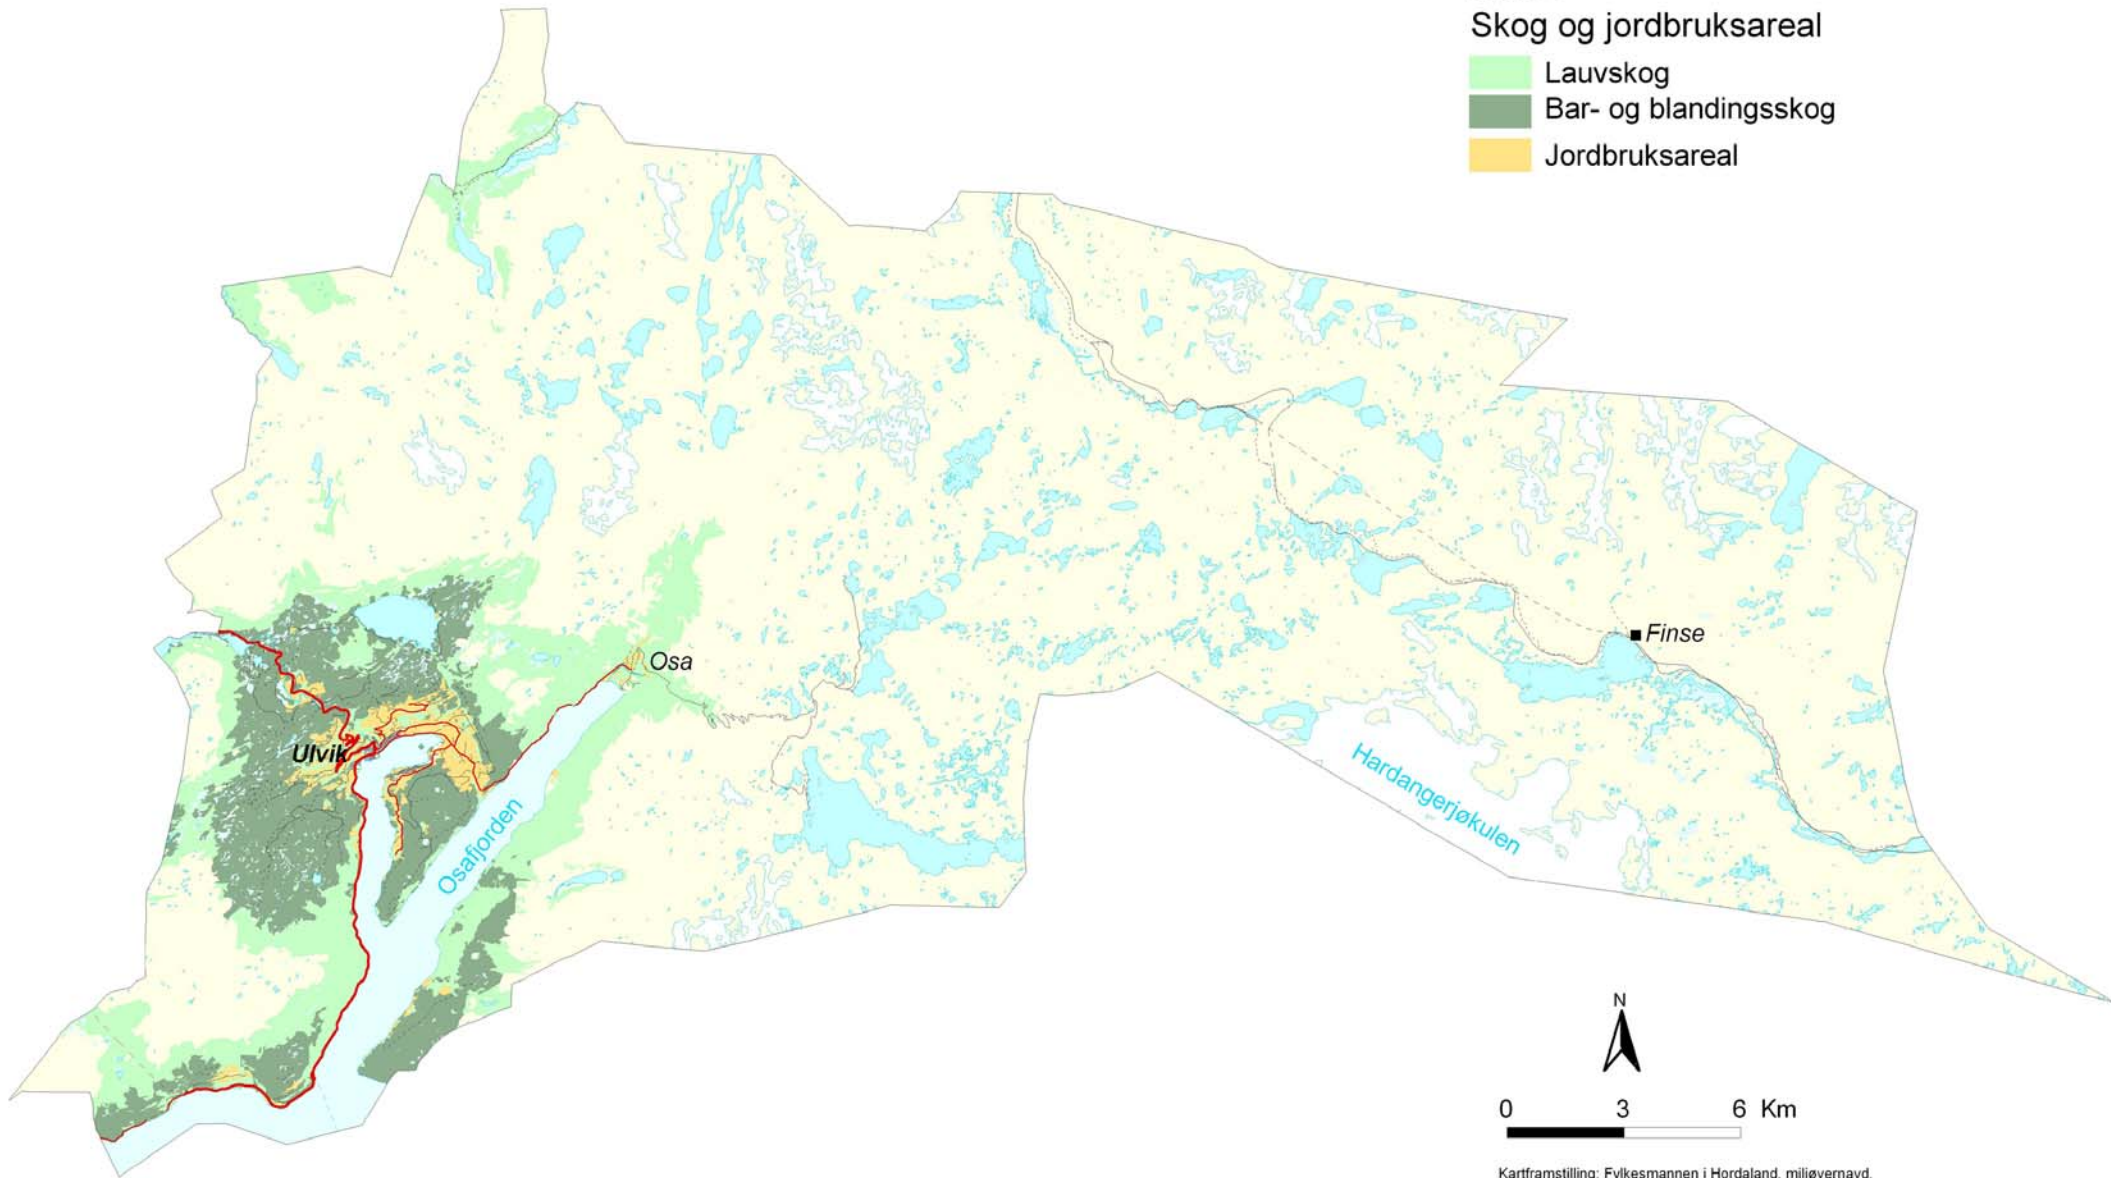 Skog og jordbruksareal
Lauvskog
Bar- og blandingsskog
Jordbruksareal
Finse
Osa
Ulvik
Hardangerjøkulen
Osafjorden
N
0 3 6 Km
Kartframstilling: Fylkesmannen i Hordaland, miljøvernavd.